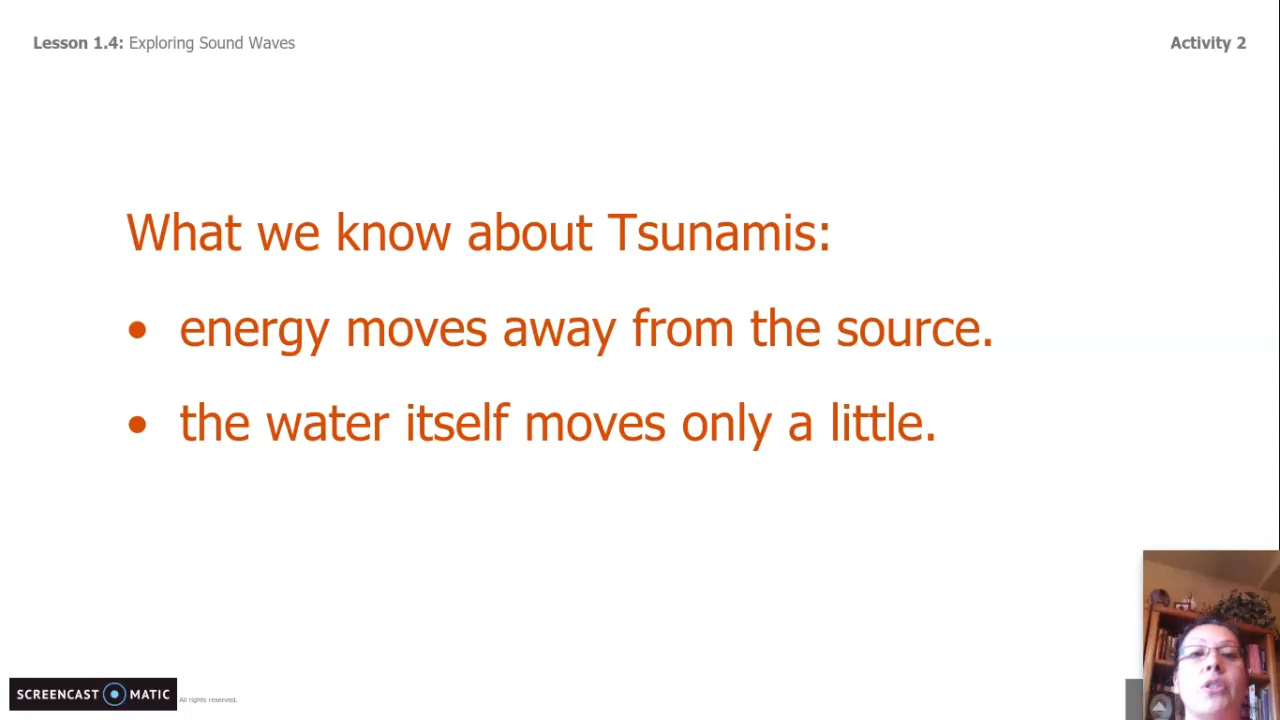 Lesson 1.4: Exploring Sound Waves
Activity 2
What we know about Tsunamis:
• energy moves away from the source.
• the water itself moves only a little.
SCREENCAST MATIC
All rights reserved.